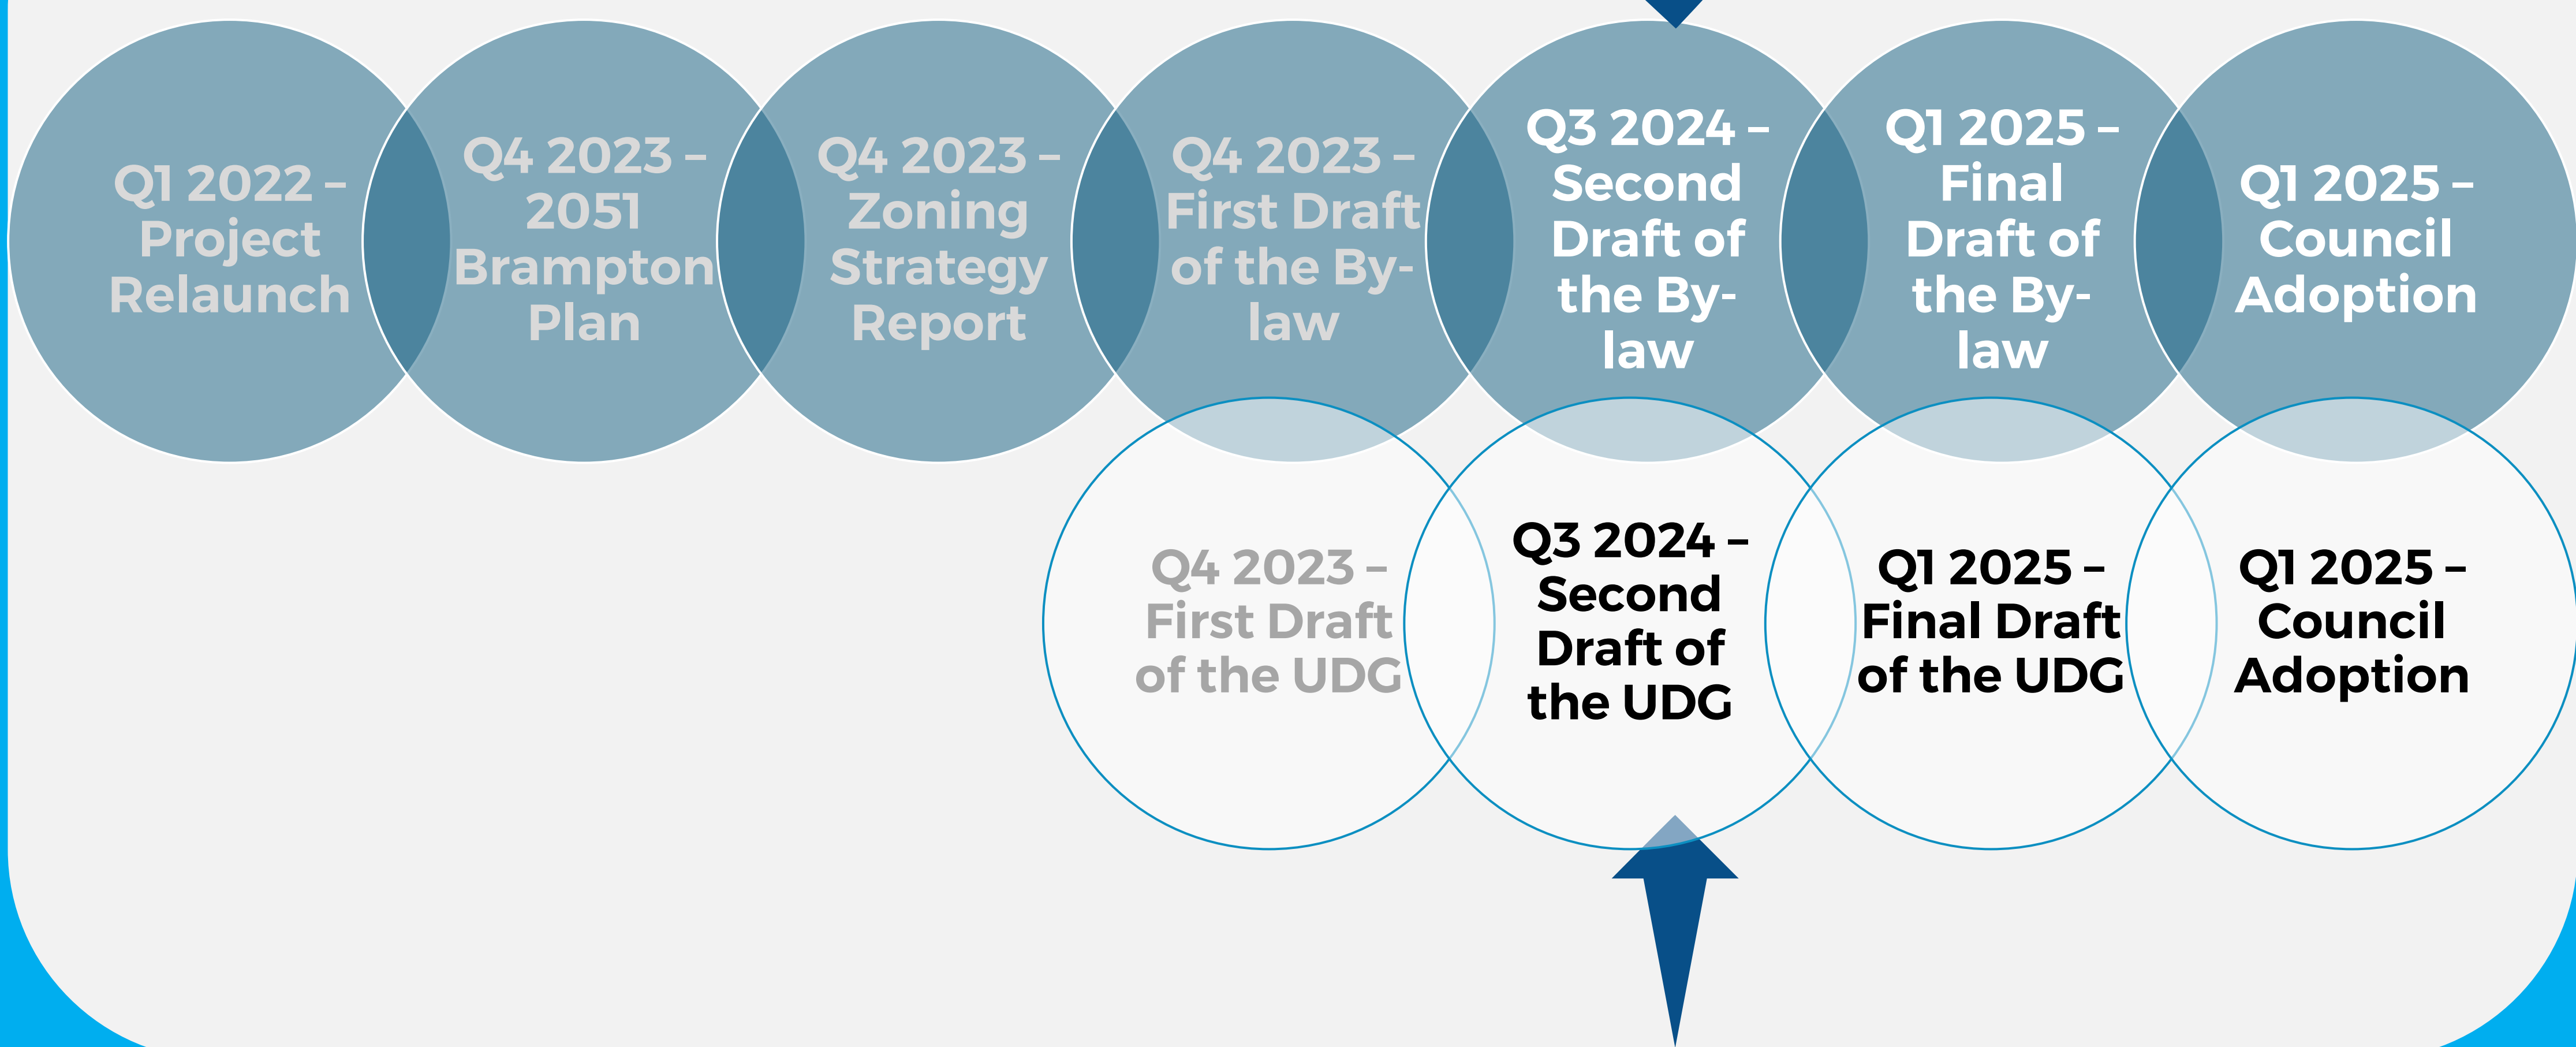 Q1 2022 –
Project
Relaunch
Q4 2023 –
2051
Brampton
Plan
Q4 2023 –
Zoning
Strategy
Report
Q4 2023 –
First Draft
of the By-
law
Q3 2024 –
Second
Draft of
the By-
law
Q1 2025 –
Final
Draft of
the By-
law
Q1 2025 –
Council
Adoption
Q4 2023 –
First Draft
of the UDG
Q3 2024 –
Second
Draft of
the UDG
Q1 2025 –
Final Draft
of the UDG
Q1 2025 –
Council
Adoption